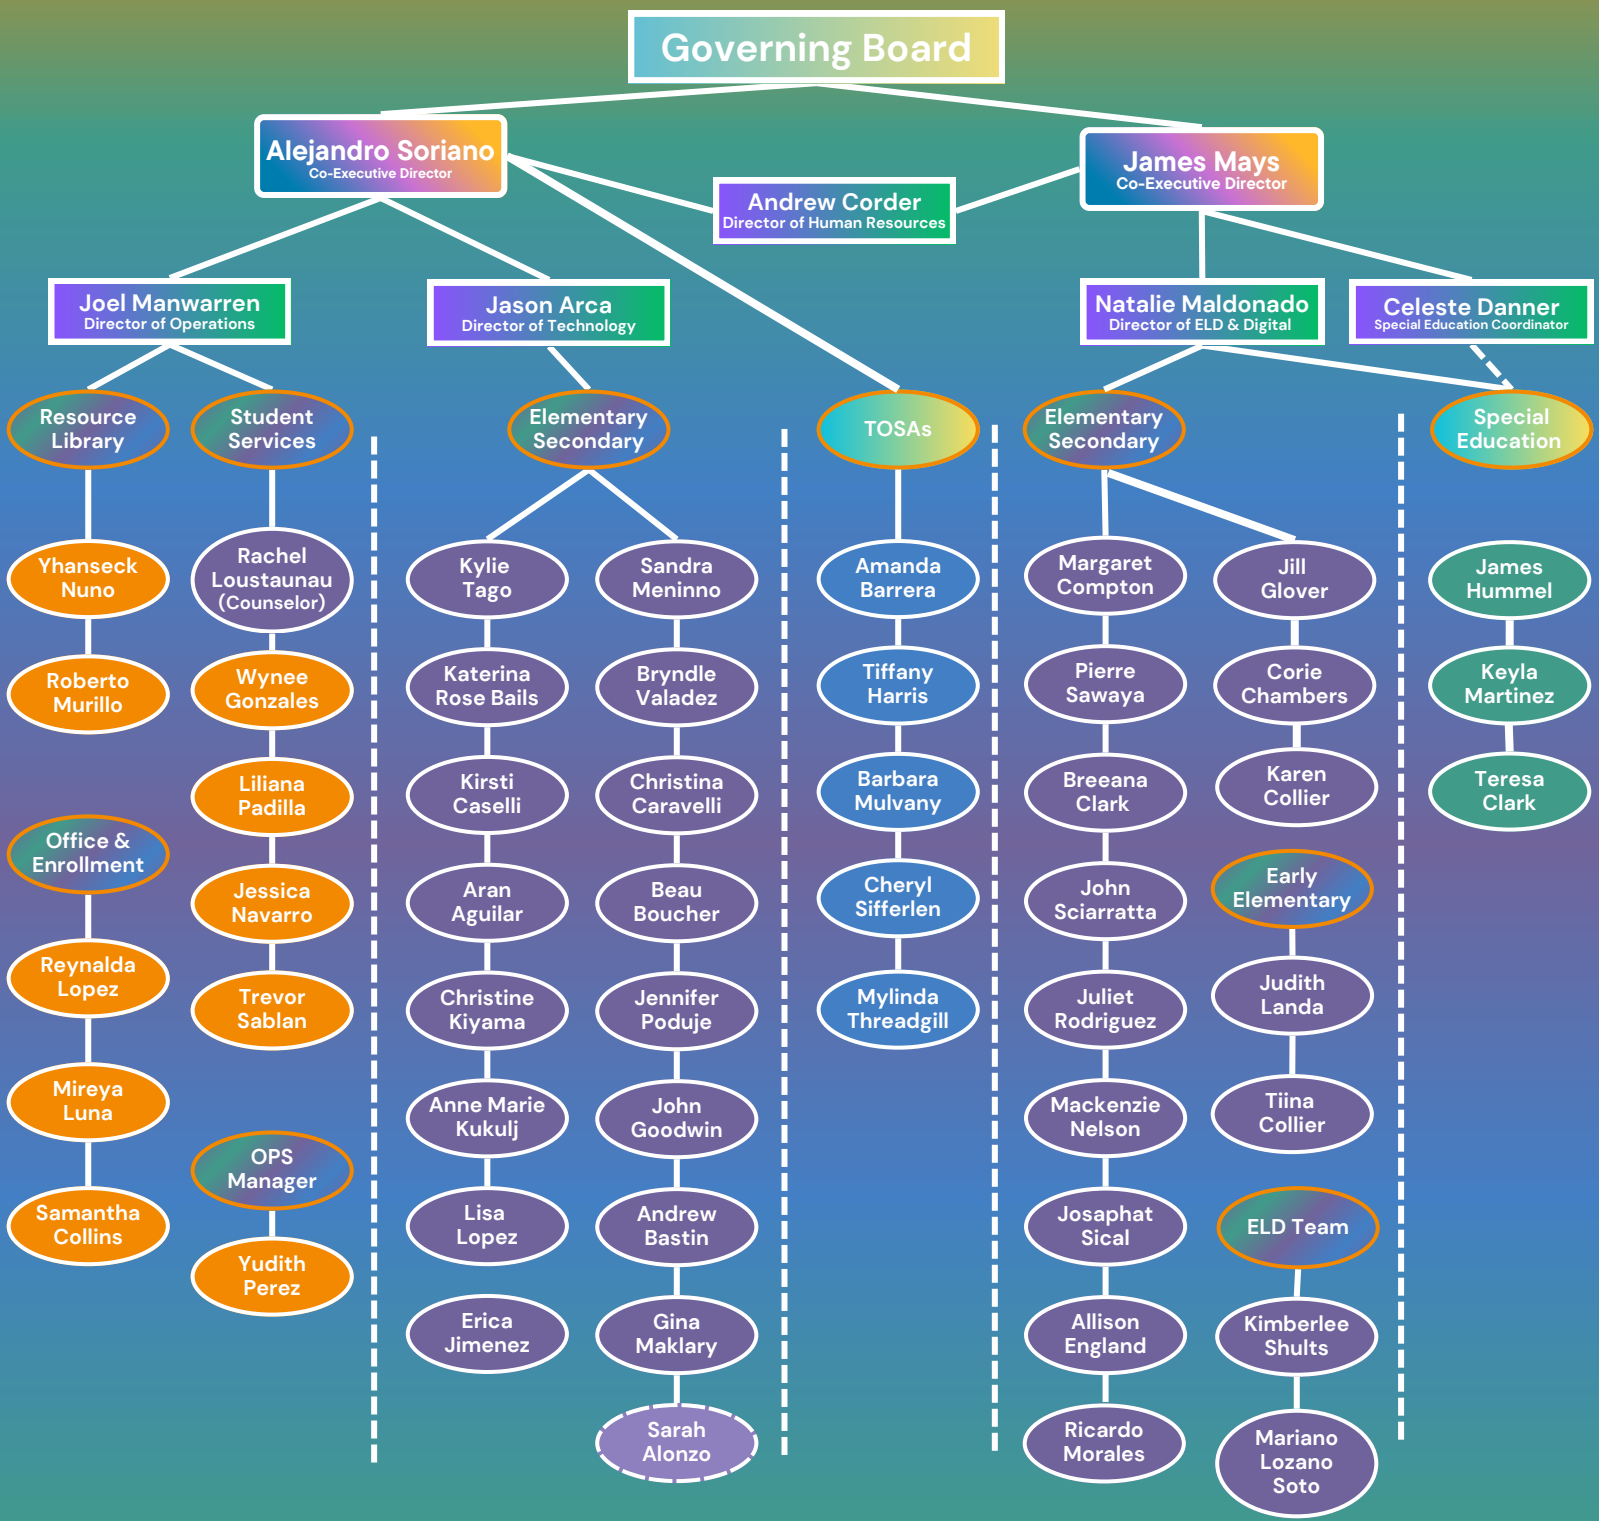 Governing Board
Alejandro Soriano
Co-Executive Director
James Mays
Co-Executive Director
Andrew Corder
Director of Human Resources
Joel Manwarren
Director of Operations
Jason Arca
Director of Technology
Natalie Maldonado
Director of ELD & Digital
Celeste Danner
Special Education Coordinator
Resource
Library
Student
Services
Elementary
Secondary
TOSAs
Elementary
Secondary
Special
Education
Yhanseck
Nuno
Roberto
Murillo
Office &
Enrollment
Reynalda
Lopez
Mireya
Luna
Samantha
Collins
Rachel
Loustaunau
(Counselor)
Wynee
Gonzales
Liliana
Padilla
Jessica
Navarro
Trevor
Sablan
OPS
Manager
Yudith
Perez
Kylie
Tago
Katerina
Rose Bails
Kirsti
Caselli
Aran
Aguilar
Christine
Kiyama
Anne Marie
Kukulj
Lisa
Lopez
Erica
Jimenez
Sandra
Meninno
Bryndle
Valadez
Christina
Caravelli
Beau
Boucher
Jennifer
Poduje
John
Goodwin
Andrew
Bastin
Gina
Maklary
Sarah
Alonzo
Amanda
Barrera
Tiffany
Harris
Barbara
Mulvany
Cheryl
Sifferlen
Mylinda
Threadgill
Margaret
Compton
Pierre
Sawaya
Breeana
Clark
John
Sciarratta
Juliet
Rodriguez
Mackenzie
Nelson
Josaphat
Sical
Allison
England
Ricardo
Morales
Jill
Glover
Corie
Chambers
Karen
Collier
Early
Elementary
Judith
Landa
Tiina
Collier
ELD Team
Kimberlee
Shults
Mariano
Lozano
Soto
James
Hummel
Keyla
Martinez
Teresa
Clark